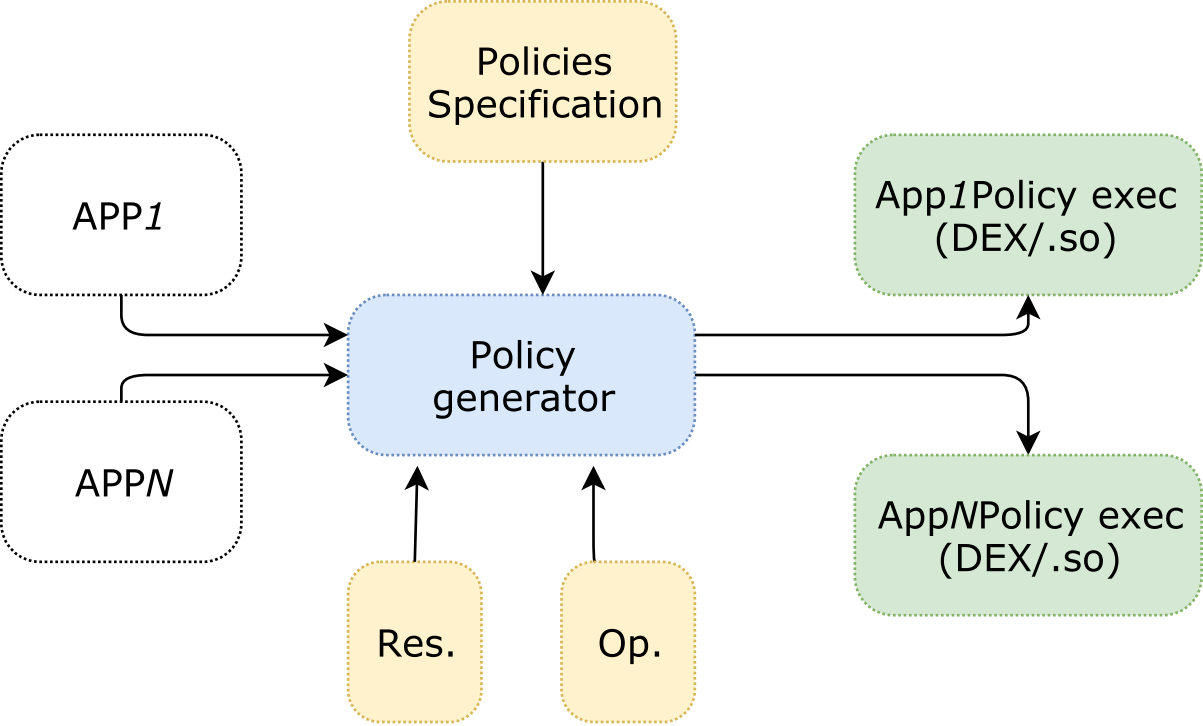 Policies
Specification
APP1
App1Policy exec
(DEX/.so)
Policy
generator
APPN
AppNPolicy exec
(DEX/.so)
Res.
Op.